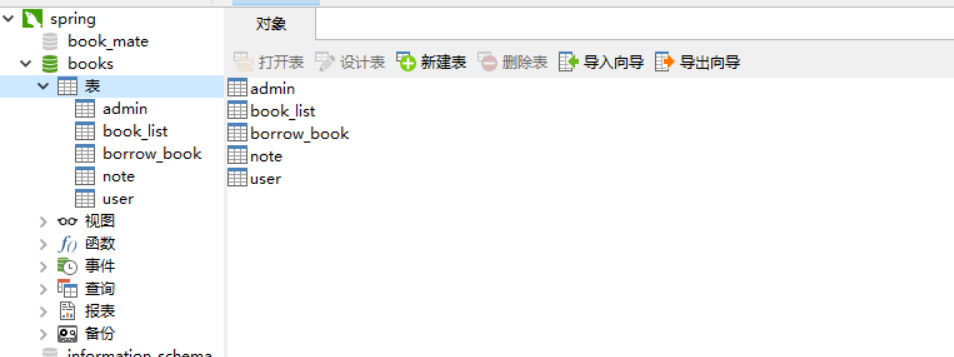 spring
book_mate
books
表
admin
book_list
borrow_book
note
user
视图
函数
事件
查询
报表
备份
information_schema
对象
打开表 设计表 新建表 删除表 导入向导 导出向导
admin
book_list
borrow_book
note
user